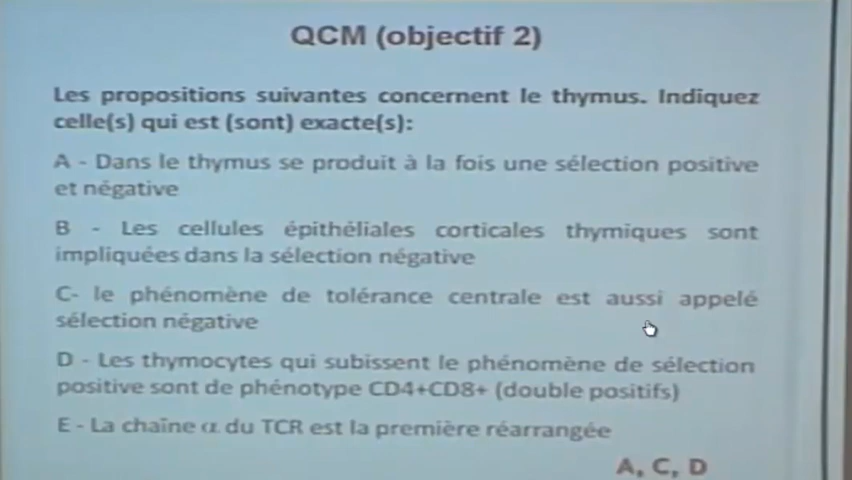 QCM (objectif 2)
Les propositions suivantes concernent le thymus. Indiquez
celle(s) qui est (sont) exacte(s):
A - Dans le thymus se produit à la fois une sélection positive
et négative
B - Les cellules épithéliales corticales thymiques sont
impliquées dans la sélection négative
C- le phénomène de tolérance centrale est aussi appelé
sélection négative
D - Les thymocytes qui subissent le phénomène de sélection
positive sont de phénotype CD4+CD8+ (double positifs)
E - La chaîne α du TCR est la première réarrangée
A, C, D